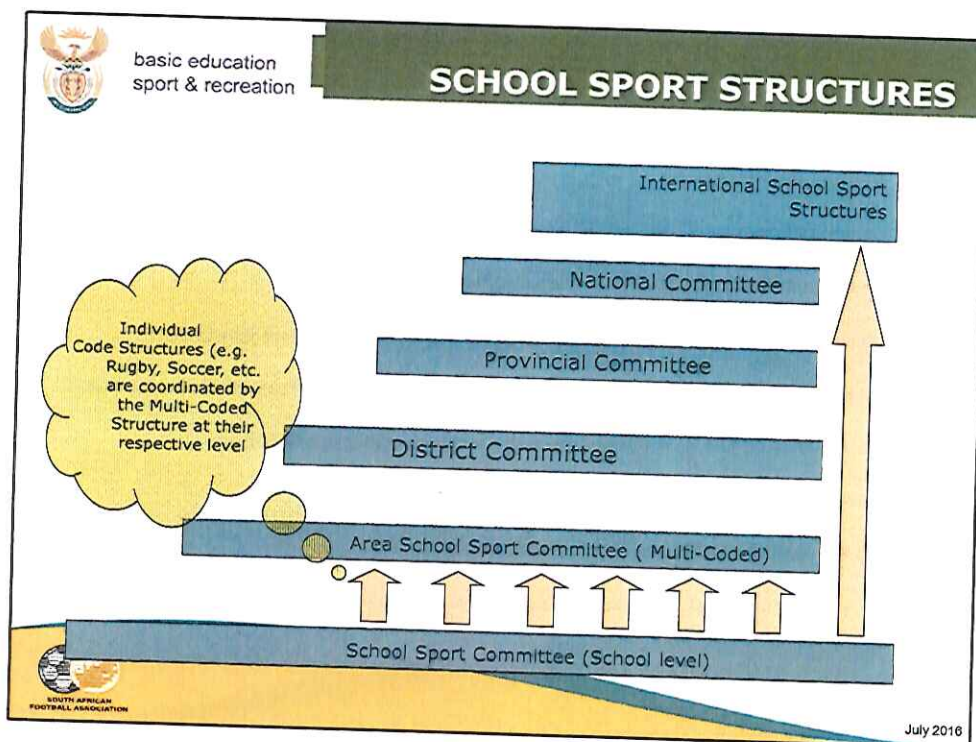 basic education
sport & recreation
SCHOOL SPORT STRUCTURES
International School Sport
Structures
National Committee
Provincial Committee
Individual
Code Structures (e.g.
Rugby, Soccer, etc.
are coordinated by
the Multi-Coded
Structure at their
respective level
District Committee
Area School Sport Committee ( Multi-Coded)
School Sport Committee (School level)
SOUTH AFRICAN
FOOTBALL ASSOCIATION
July 2016